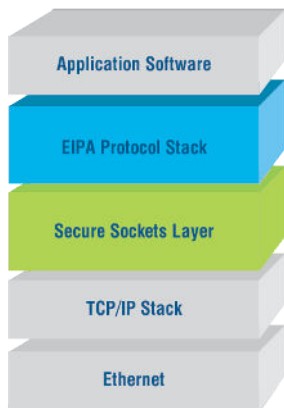 Application Software
EIPA Protocol Stack
Secure Sockets Layer
TCP/IP Stack
Ethernet